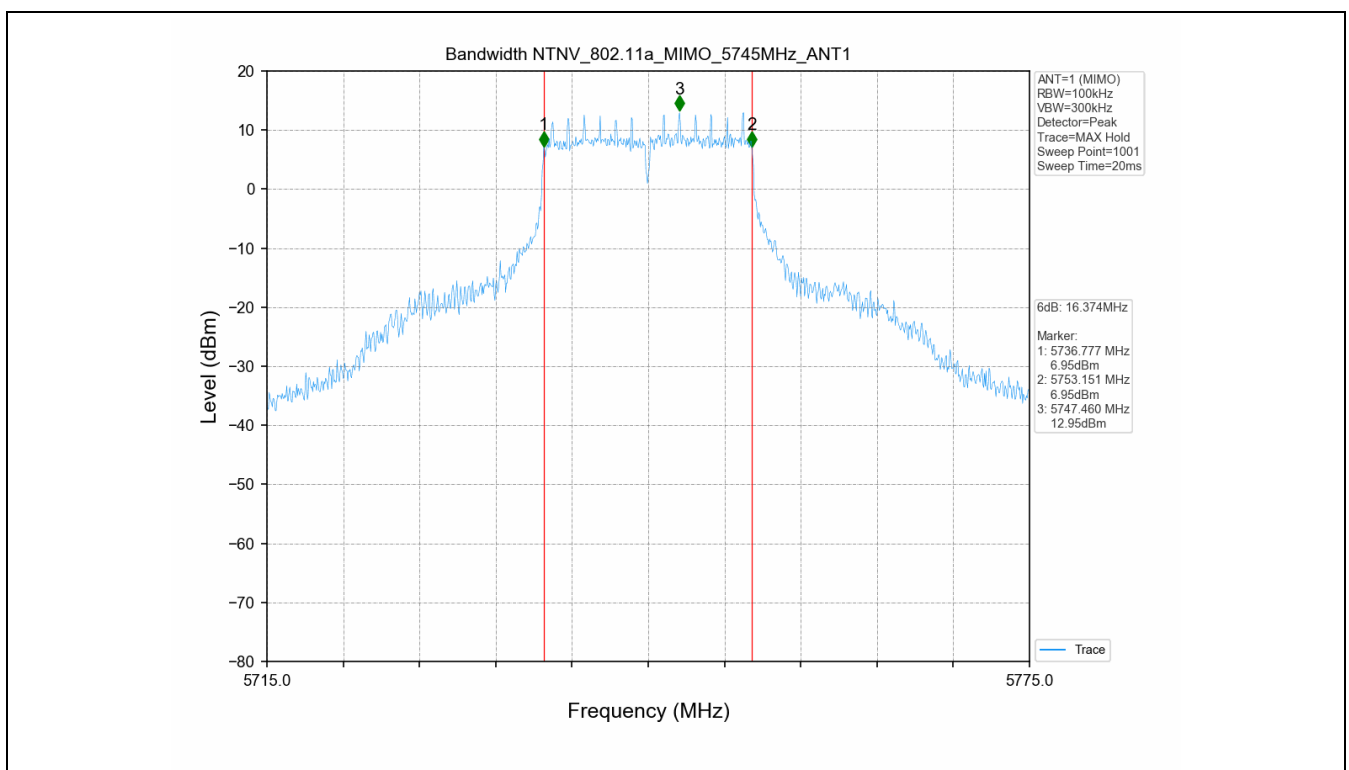 Bandwidth NTNV_802.11a_MIMO_5745MHz_ANT1
20
10
0
−10
−20
−30
−40
−50
−60
−70
−80
Level (dBm)
1
3
2
5715.0
5775.0
Frequency (MHz)
ANT=1 (MIMO)
RBW=100kHz
VBW=300kHz
Detector=Peak
Trace=MAX Hold
Sweep Point=1001
Sweep Time=20ms
6dB: 16.374MHz
Marker:
1: 5736.777 MHz
6.95dBm
2: 5753.151 MHz
6.95dBm
3: 5747.460 MHz
12.95dBm
Trace